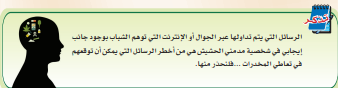 تذكر
الرسائل التي يتم تداولها عبر الجوال أو الإنترنت التي توهم الشباب بوجود جانب
إيجابي في شخصية مدمني الحشيش هي من أخطر الرسائل التي يمكن أن توقعهم
في تعاطي المخدرات ...فلتحذر منها.